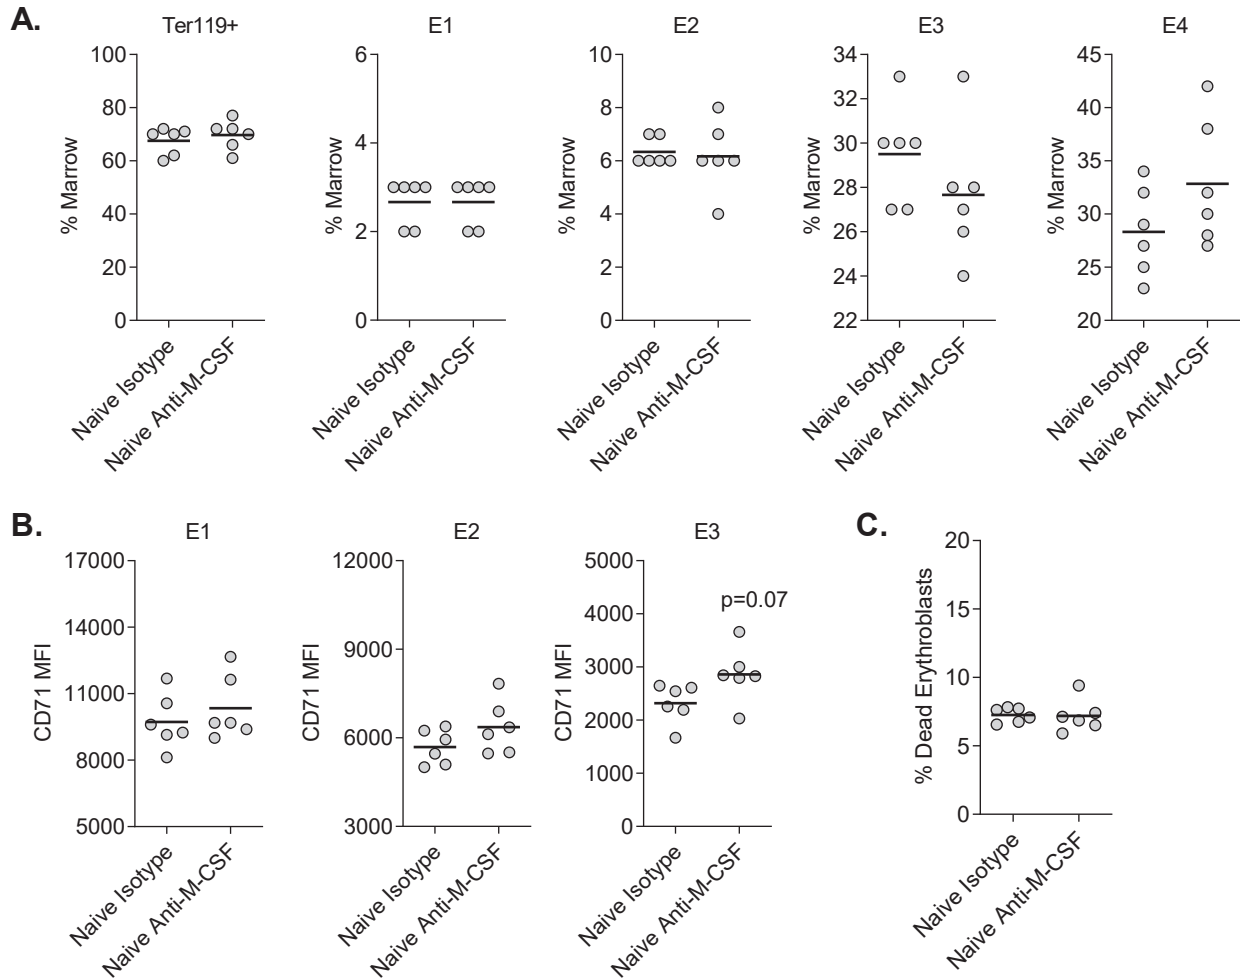 A.
Ter119+
E1
E2
E3
E4
% Marrow
100
80
60
40
20
0
Naive Isotype
Naive Anti-M-CSF
% Marrow
6
4
2
0
Naive Isotype
Naive Anti-M-CSF
% Marrow
10
8
6
4
2
0
Naive Isotype
Naive Anti-M-CSF
% Marrow
34
32
30
28
26
24
22
Naive Isotype
Naive Anti-M-CSF
% Marrow
45
40
35
30
25
20
Naive Isotype
Naive Anti-M-CSF
B.
E1
CD71 MFI
17000
14000
11000
8000
5000
Naive Isotype
Naive Anti-M-CSF
E2
CD71 MFI
12000
9000
6000
3000
Naive Isotype
Naive Anti-M-CSF
E3
CD71 MFI
5000
4000
3000
2000
1000
0
p=0.07
Naive Isotype
Naive Anti-M-CSF
C.
% Dead Erythroblasts
20
15
10
5
0
Naive Isotype
Naive Anti-M-CSF